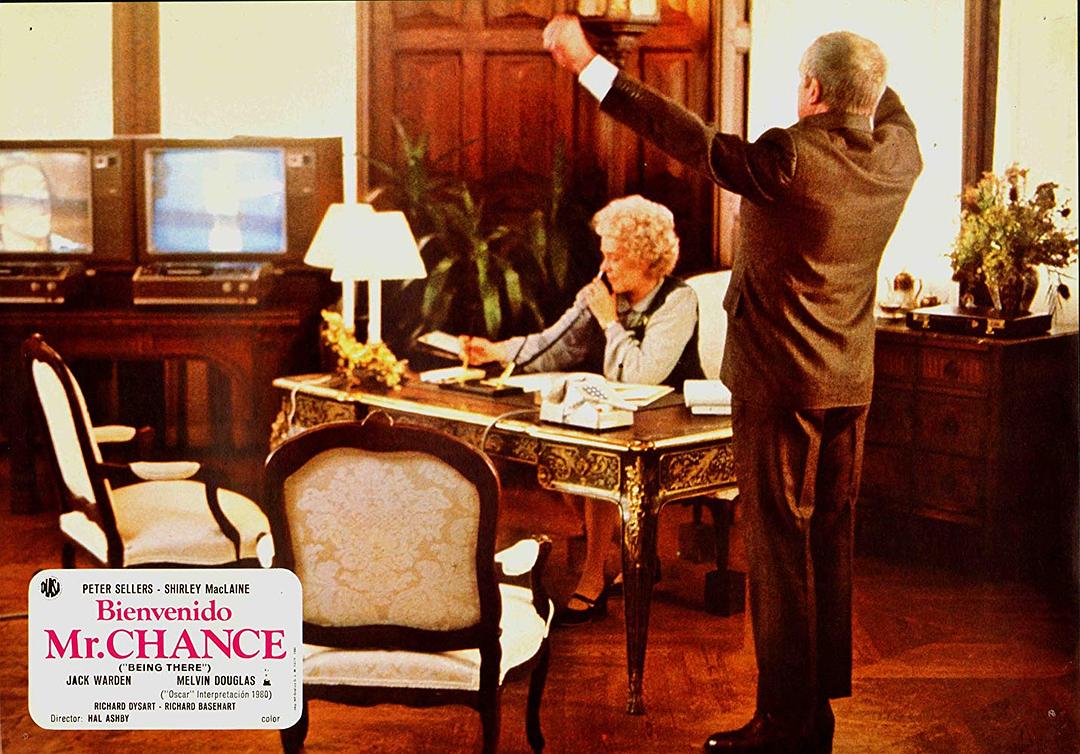 PETER SELLERS - SHIRLEY MacLAINE
Bienvenido
Mr. CHANCE
("BEING THERE")
JACK WARDEN MELVIN DOUGLAS
("Oscar" Interpretación 1980)
RICHARD DYSART - RICHARD BASEHART
Director: HAL ASHBY color